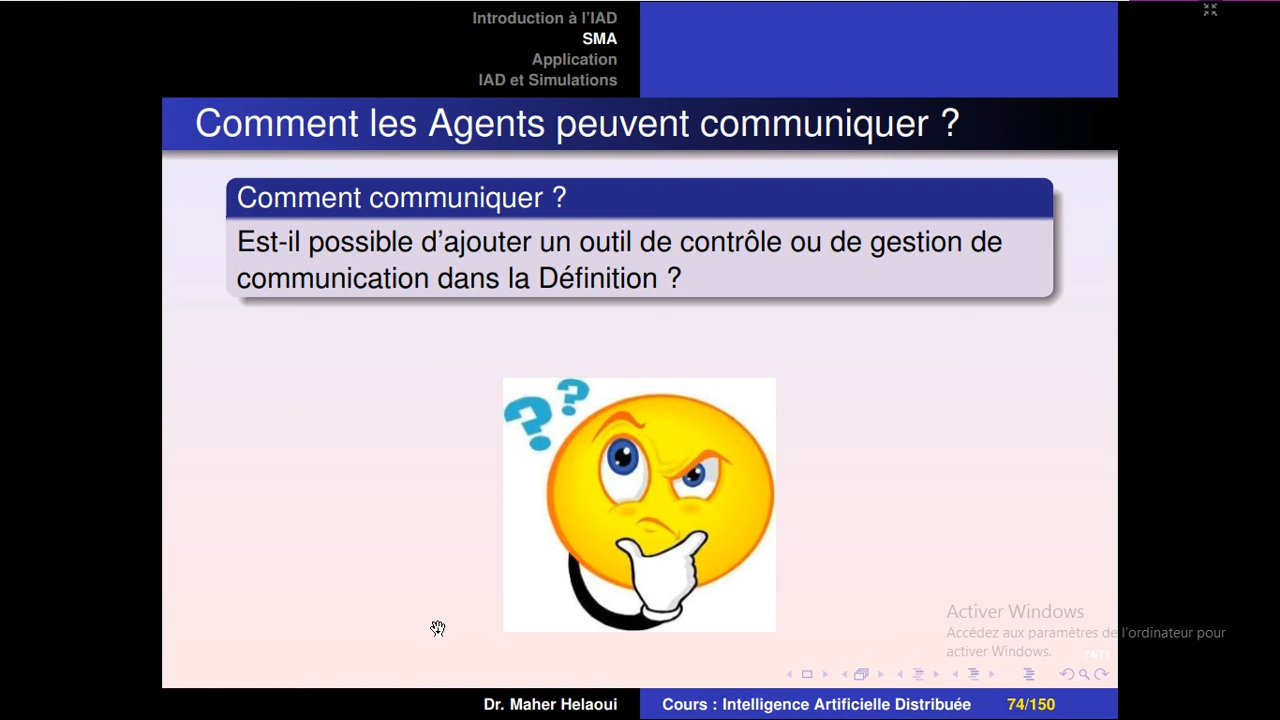 Introduction à l'IAD
SMA
Application
IAD et Simulations
Comment les Agents peuvent communiquer ?
Comment communiquer ?
Est-il possible d'ajouter un outil de contrôle ou de gestion de
communication dans la Définition ?
? ?
Activer Windows
Accédez aux paramètres de l'ordinateur pour
activer Windows.
Dr. Maher Helaoui
Cours : Intelligence Artificielle Distribuée
74/150